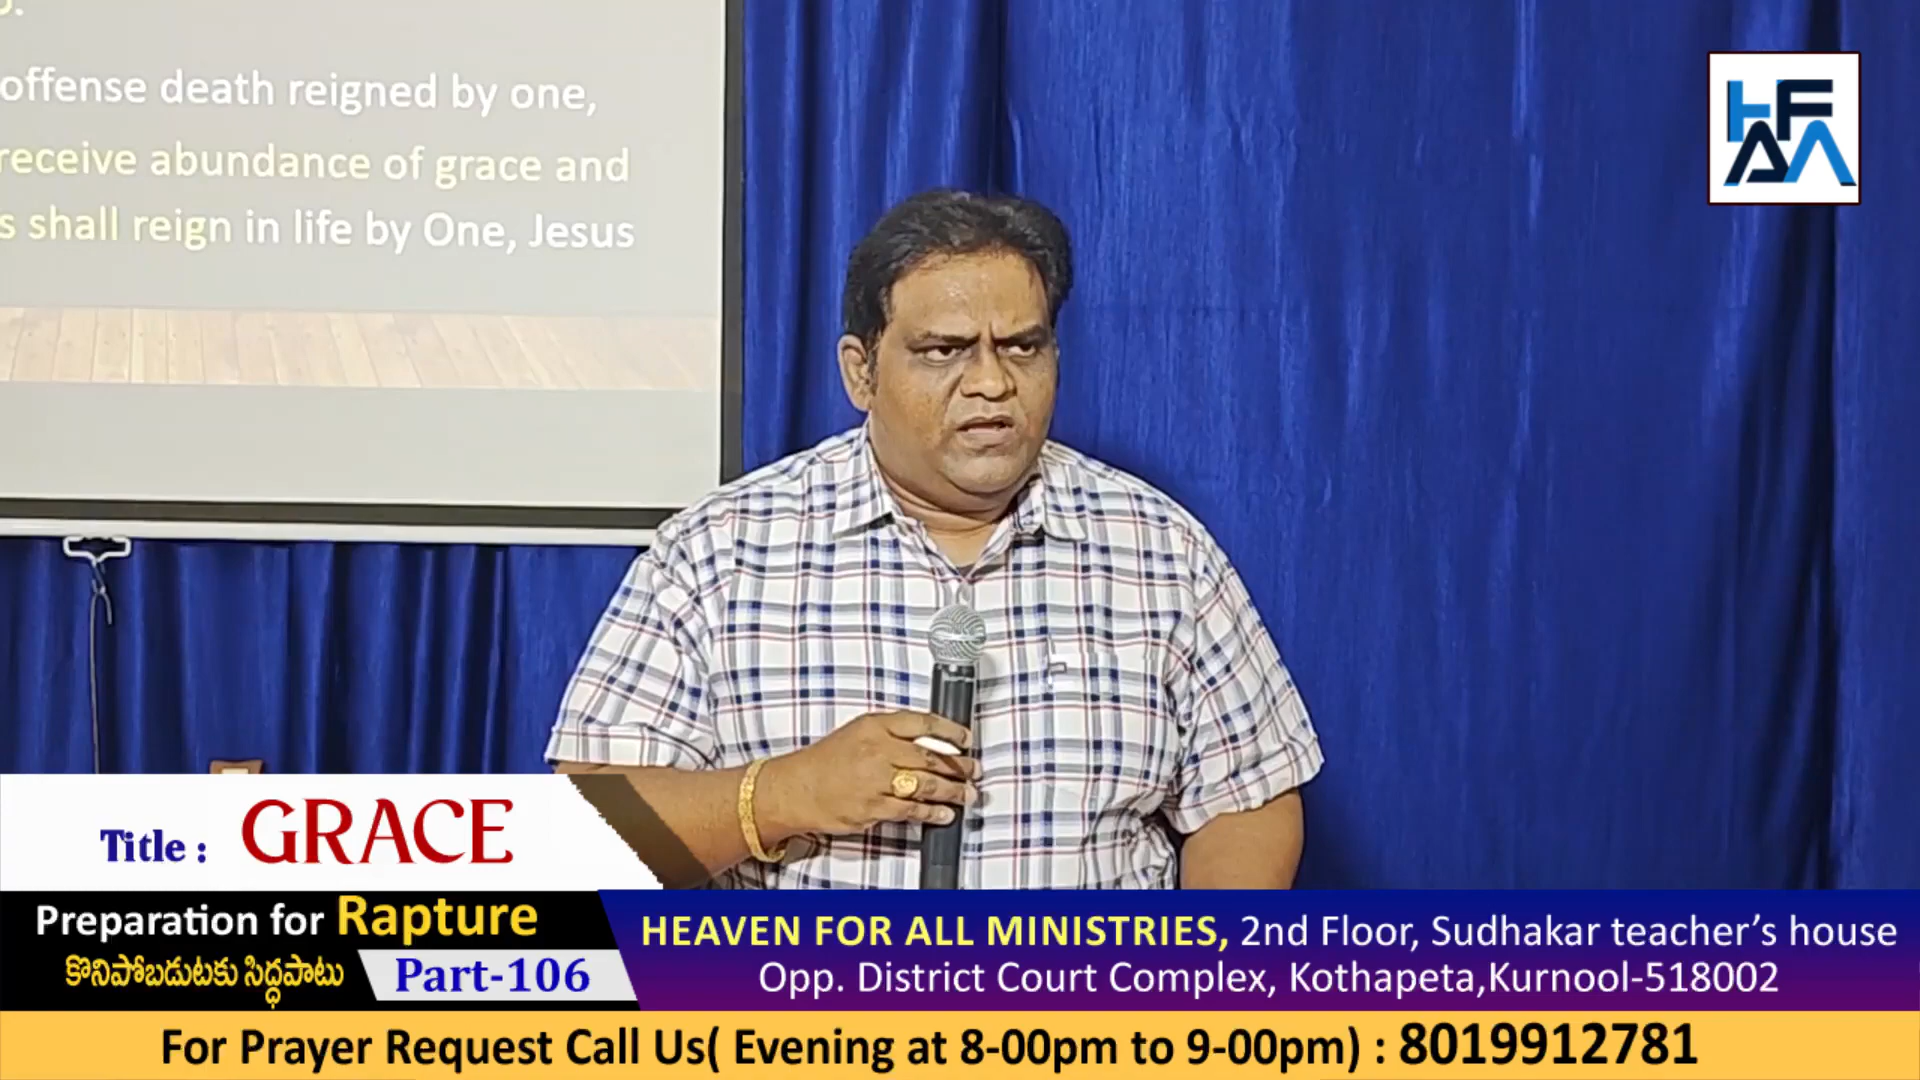 offense death reigned by one,
receive abundance of grace and
s shall reign in life by One, Jesus
HFAM
Title : GRACE
Preparation for Rapture
కొనిపోబడుటకు సిద్ధపాటు
Part-106
HEAVEN FOR ALL MINISTRIES, 2nd Floor, Sudhakar teacher's house
Opp. District Court Complex, Kothapeta,Kurnool-518002
For Prayer Request Call Us( Evening at 8-00pm to 9-00pm) : 8019912781